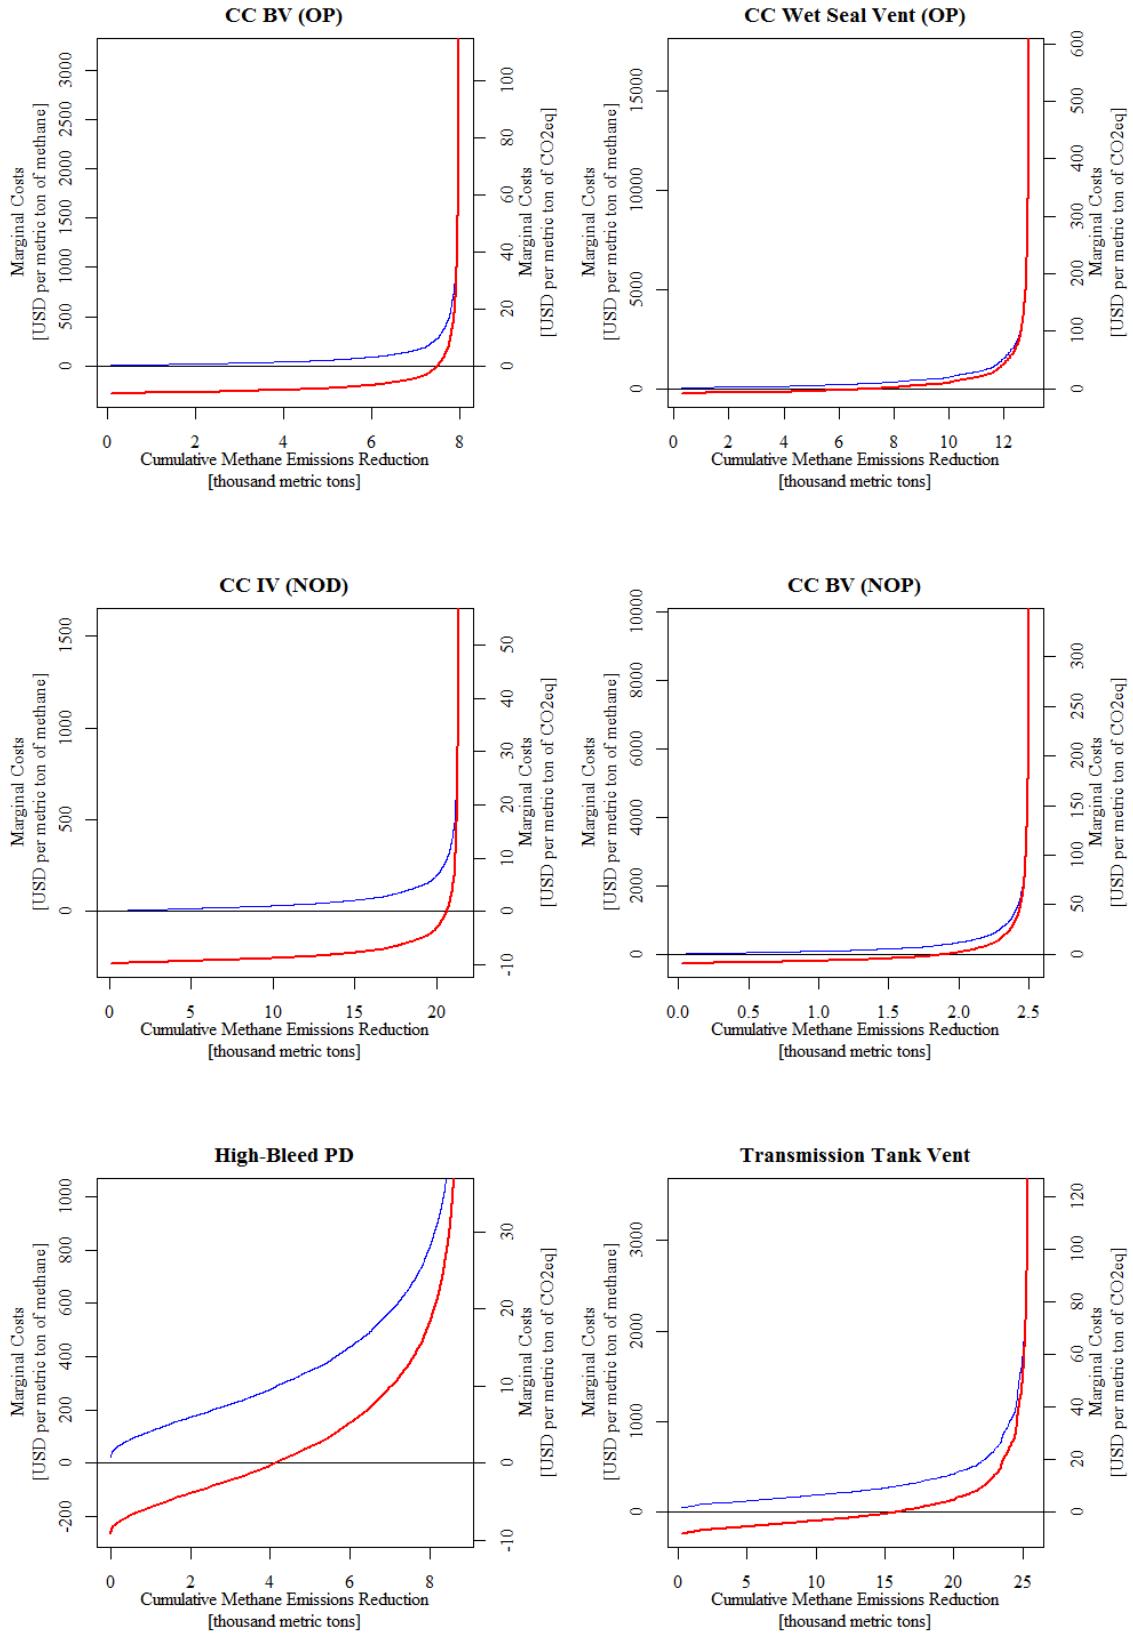 CC BV (OP)
0 500 1000 1500 2000 2500 3000
Marginal Costs
[USD per metric ton of methane]
0 20 40 60 80 100
Marginal Costs
[USD per metric ton of CO2eq]
0 2 4 6 8
Cumulative Methane Emissions Reduction
[thousand metric tons]
CC Wet Seal Vent (OP)
0 5000 10000 15000
Marginal Costs
[USD per metric ton of methane]
0 100 200 300 400 500 600
Marginal Costs
[USD per metric ton of CO2eq]
0 2 4 6 8 10 12
Cumulative Methane Emissions Reduction
[thousand metric tons]
CC IV (NOD)
0 500 1000 1500
Marginal Costs
[USD per metric ton of methane]
-10 0 10 20 30 40 50
Marginal Costs
[USD per metric ton of CO2eq]
0 5 10 15 20
Cumulative Methane Emissions Reduction
[thousand metric tons]
CC BV (NOP)
0 2000 4000 6000 8000 10000
Marginal Costs
[USD per metric ton of methane]
0 50 100 150 200 250 300
Marginal Costs
[USD per metric ton of CO2eq]
0.0 0.5 1.0 1.5 2.0 2.5
Cumulative Methane Emissions Reduction
[thousand metric tons]
High-Bleed PD
-200 0 200 400 600 800 1000
Marginal Costs
[USD per metric ton of methane]
-10 0 10 20 30
Marginal Costs
[USD per metric ton of CO2eq]
0 2 4 6 8
Cumulative Methane Emissions Reduction
[thousand metric tons]
Transmission Tank Vent
0 1000 2000 3000
Marginal Costs
[USD per metric ton of methane]
0 20 40 60 80 100 120
Marginal Costs
[USD per metric ton of CO2eq]
0 5 10 15 20 25
Cumulative Methane Emissions Reduction
[thousand metric tons]